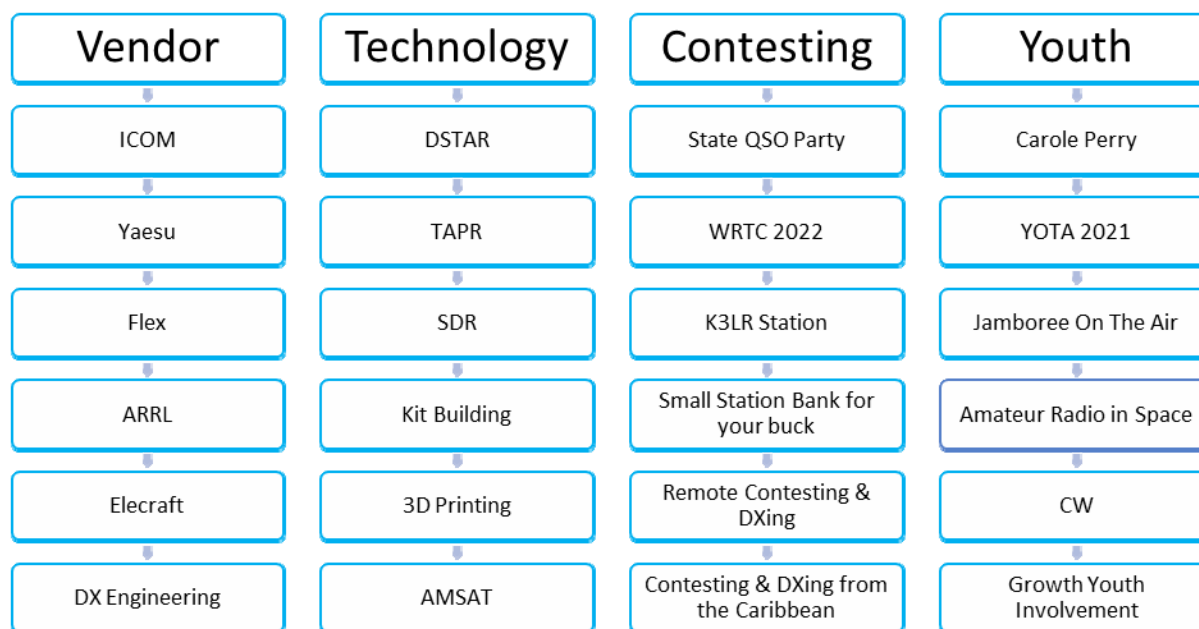 Vendor
ICOM
Yaesu
Flex
ARRL
Elecraft
DX Engineering
Technology
DSTAR
TAPR
SDR
Kit Building
3D Printing
AMSAT
Contesting
State QSO Party
WRTC 2022
K3LR Station
Small Station Bank for
your buck
Remote Contesting &
DXing
Contesting & DXing from
the Caribbean
Youth
Carole Perry
YOTA 2021
Jamboree On The Air
Amateur Radio in Space
CW
Growth Youth
Involvement